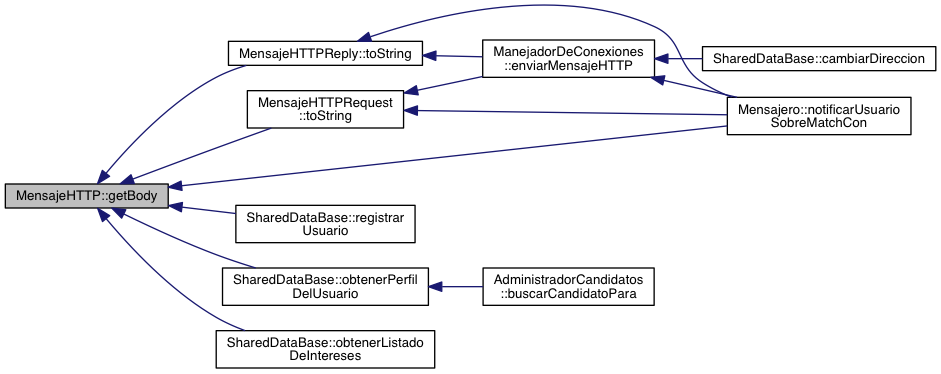 MensajeHTTPReply::toString
ManejadorDeConexiones
::enviarMensajeHTTP
SharedDataBase::cambiarDireccion
MensajeHTTPRequest
::toString
Mensajero::notificarUsuario
SobreMatchCon
MensajeHTTP::getBody
SharedDataBase::registrar
Usuario
SharedDataBase::obtenerPerfil
DelUsuario
AdministradorCandidatos
::buscarCandidatoPara
SharedDataBase::obtenerListado
DeIntereses